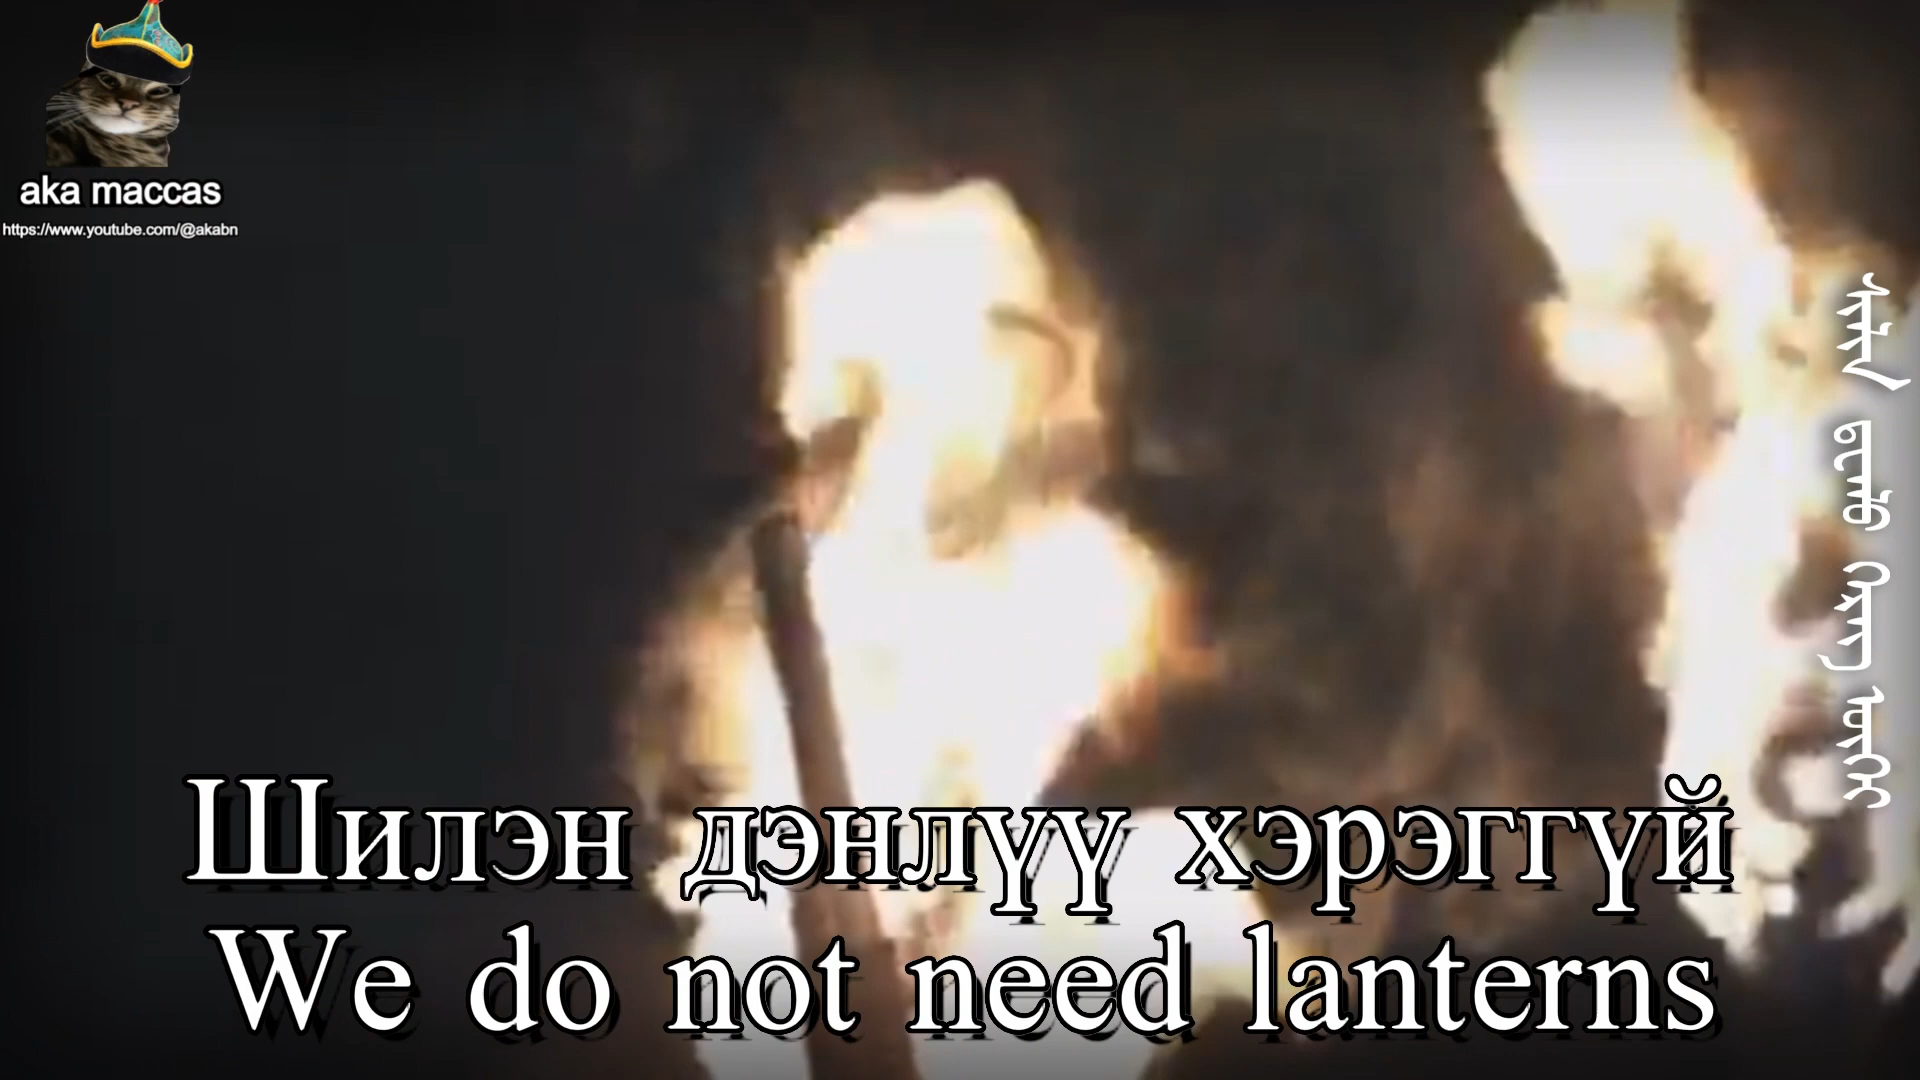 aka maccas
https://www.youtube.com/@akabn
Шилэн дэнлүү хэрэггүй
We do not need lanterns